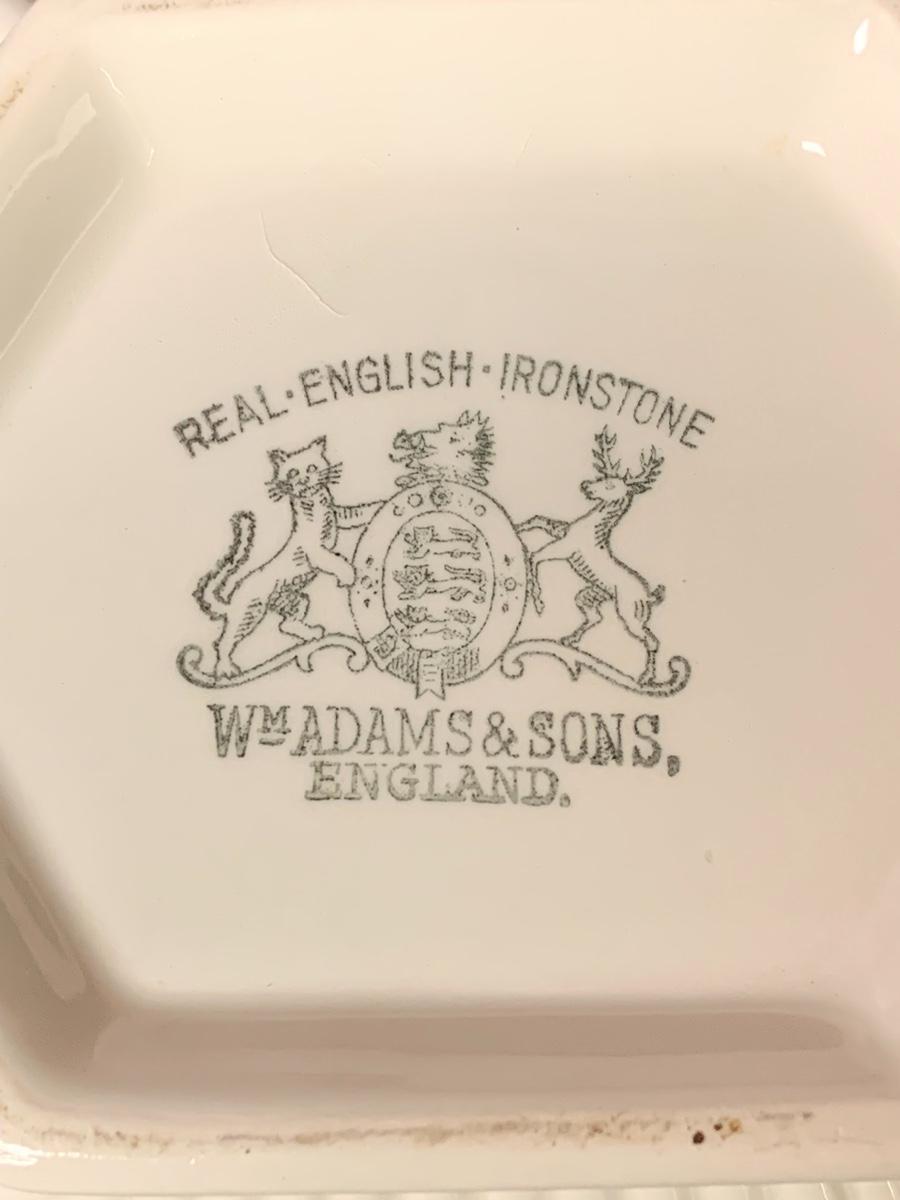 REAL·ENGLISH·IRONSTONE
Wᴹ ADAMS & SONS,
ENGLAND.